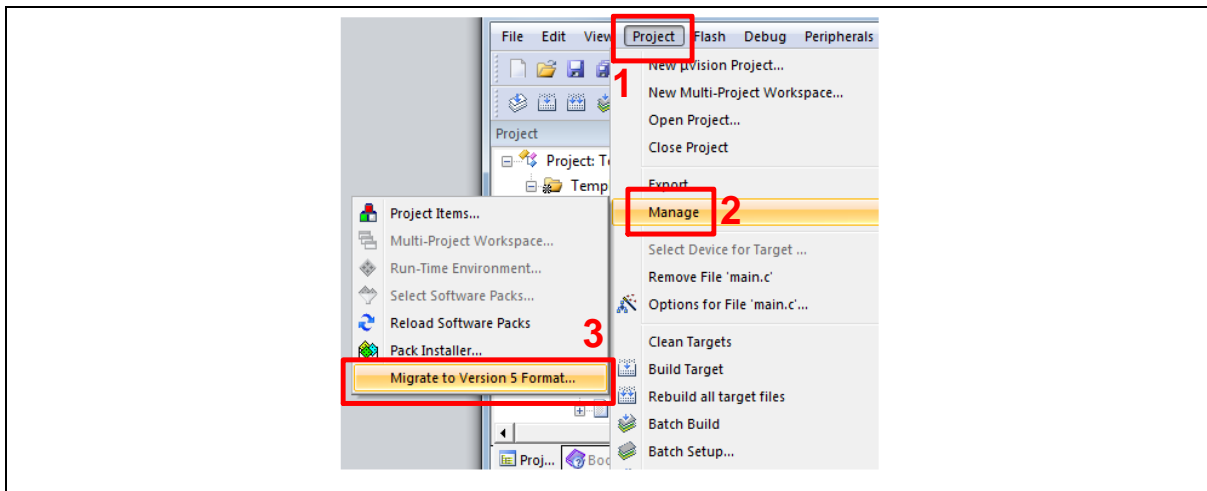 File Edit View Project Flash Debug Peripherals
1
New µVision Project...
New Multi-Project Workspace...
Open Project...
Close Project
Export
Manage
2
Select Device for Target ...
Remove File 'main.c'
Options for File 'main.c'...
Clean Targets
Build Target
Rebuild all target files
Batch Build
Batch Setup...
Project
Project:
Project Items...
Multi-Project Workspace...
Run-Time Environment...
Select Software Packs...
Reload Software Packs
3
Pack Installer...
Migrate to Version 5 Format...
Proj...